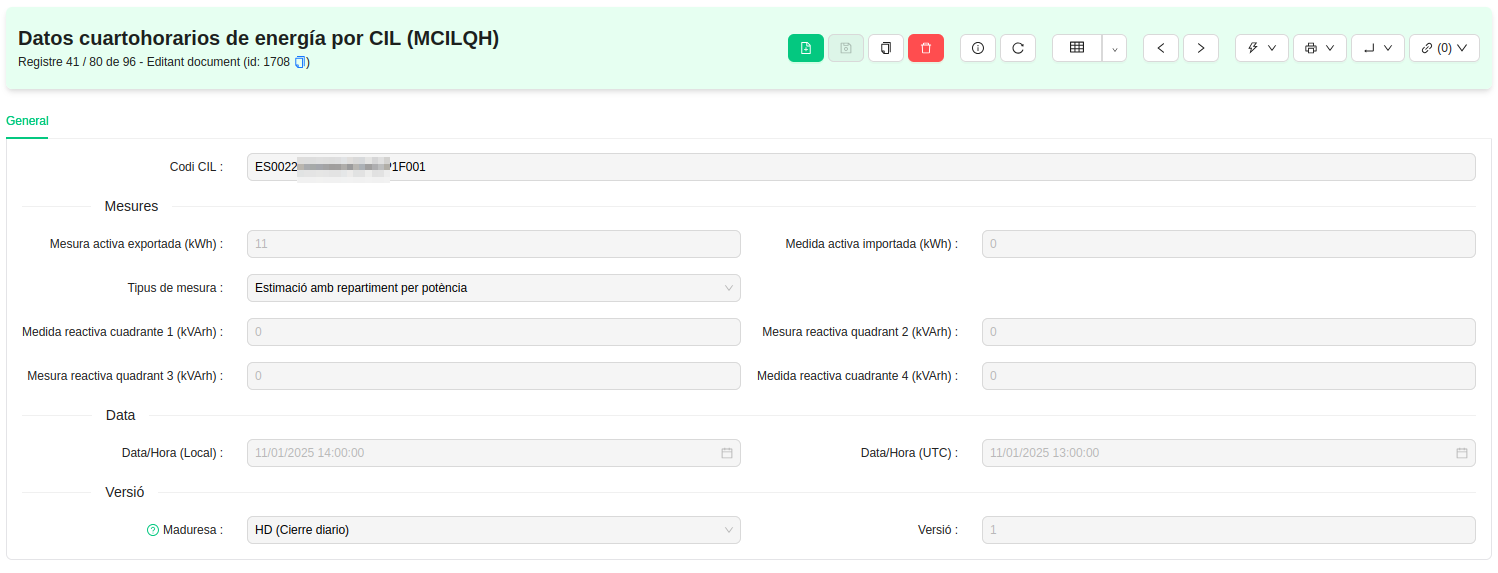 Datos cuartohorarios de energía por CIL (MCILQH)
Registre 41 / 80 de 96 - Editant document (id: 1708 )
(0)
General
Codi CIL : ES0022 1F001
Mesures
Mesura activa exportada (kWh) : 11 Medida activa importada (kWh) : 0
Tipus de mesura : Estimació amb repartiment per potència
Medida reactiva cuadrante 1 (kVArh) : 0 Mesura reactiva quadrant 2 (kVArh) : 0
Mesura reactiva quadrant 3 (kVArh) : 0 Medida reactiva cuadrante 4 (kVArh) : 0
Data
Data/Hora (Local) : 11/01/2025 14:00:00 Data/Hora (UTC) : 11/01/2025 13:00:00
Versió
Maduresa : HD (Cierre diario) Versió : 1